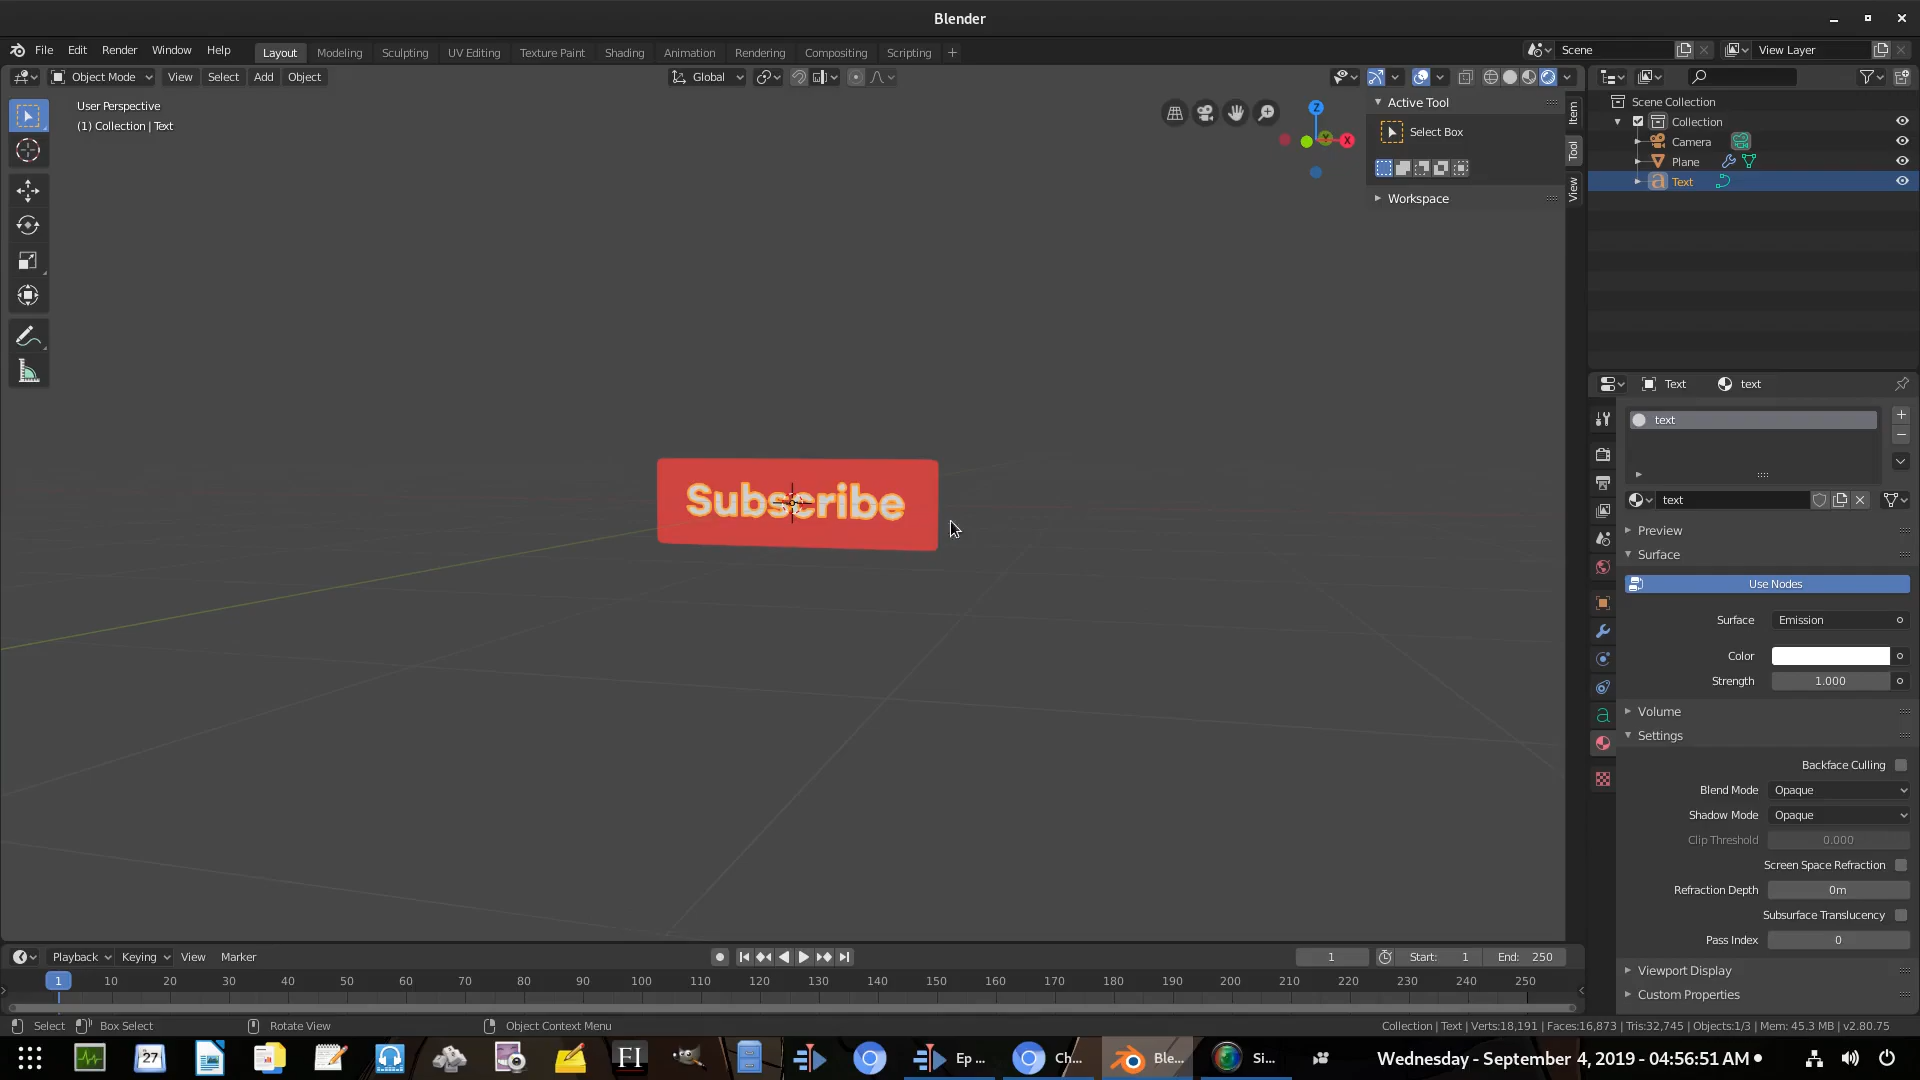 Blender
File Edit Render Window Help Layout Modeling Sculpting UV Editing Texture Paint Shading Animation Rendering Compositing Scripting + Scene View Layer
Object Mode View Select Add Object Global
User Perspective
(1) Collection | Text
Z
Y
X
Active Tool
Select Box
Workspace
Item
Tool
View
Scene Collection
Collection
Camera
Plane
Text
Subscribe
Text text
text
text
Preview
Surface
Use Nodes
Surface Emission
Color
Strength 1.000
Volume
Settings
Backface Culling
Blend Mode Opaque
Shadow Mode Opaque
Clip Threshold 0.000
Screen Space Refraction
Refraction Depth 0m
Subsurface Translucency
Pass Index 0
Viewport Display
Custom Properties
Playback Keying View Marker 1 Start: 1 End: 250
1 10 20 30 40 50 60 70 80 90 100 110 120 130 140 150 160 170 180 190 200 210 220 230 240 250
Select Box Select Rotate View Object Context Menu Collection | Text | Verts:18,191 | Faces:16,873 | Tris:32,745 | Objects:1/3 | Mem: 45.3 MB | v2.80.75
27 FI Ep ... Ch... Ble... Si... Wednesday - September 4, 2019 - 04:56:51 AM